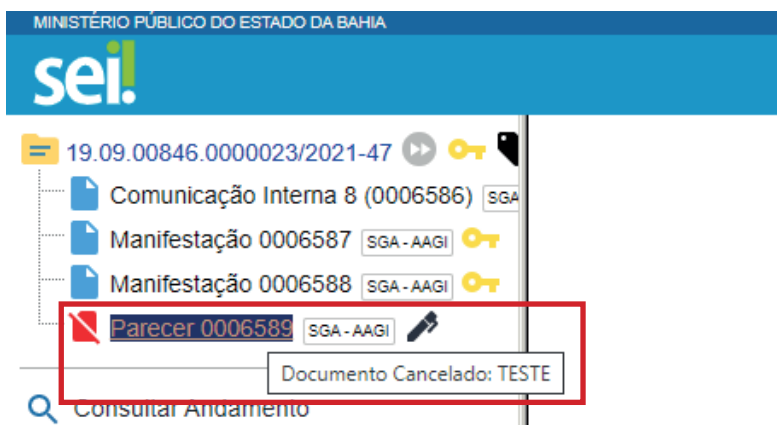 MINISTÉRIO PÚBLICO DO ESTADO DA BAHIA
sei!
19.09.00846.0000023/2021-47
Comunicação Interna 8 (0006586) SGA
Manifestação 0006587 SGA - AAGI
Manifestação 0006588 SGA - AAGI
Parecer 0006589 SGA - AAGI
Documento Cancelado: TESTE
Consultar Andamento